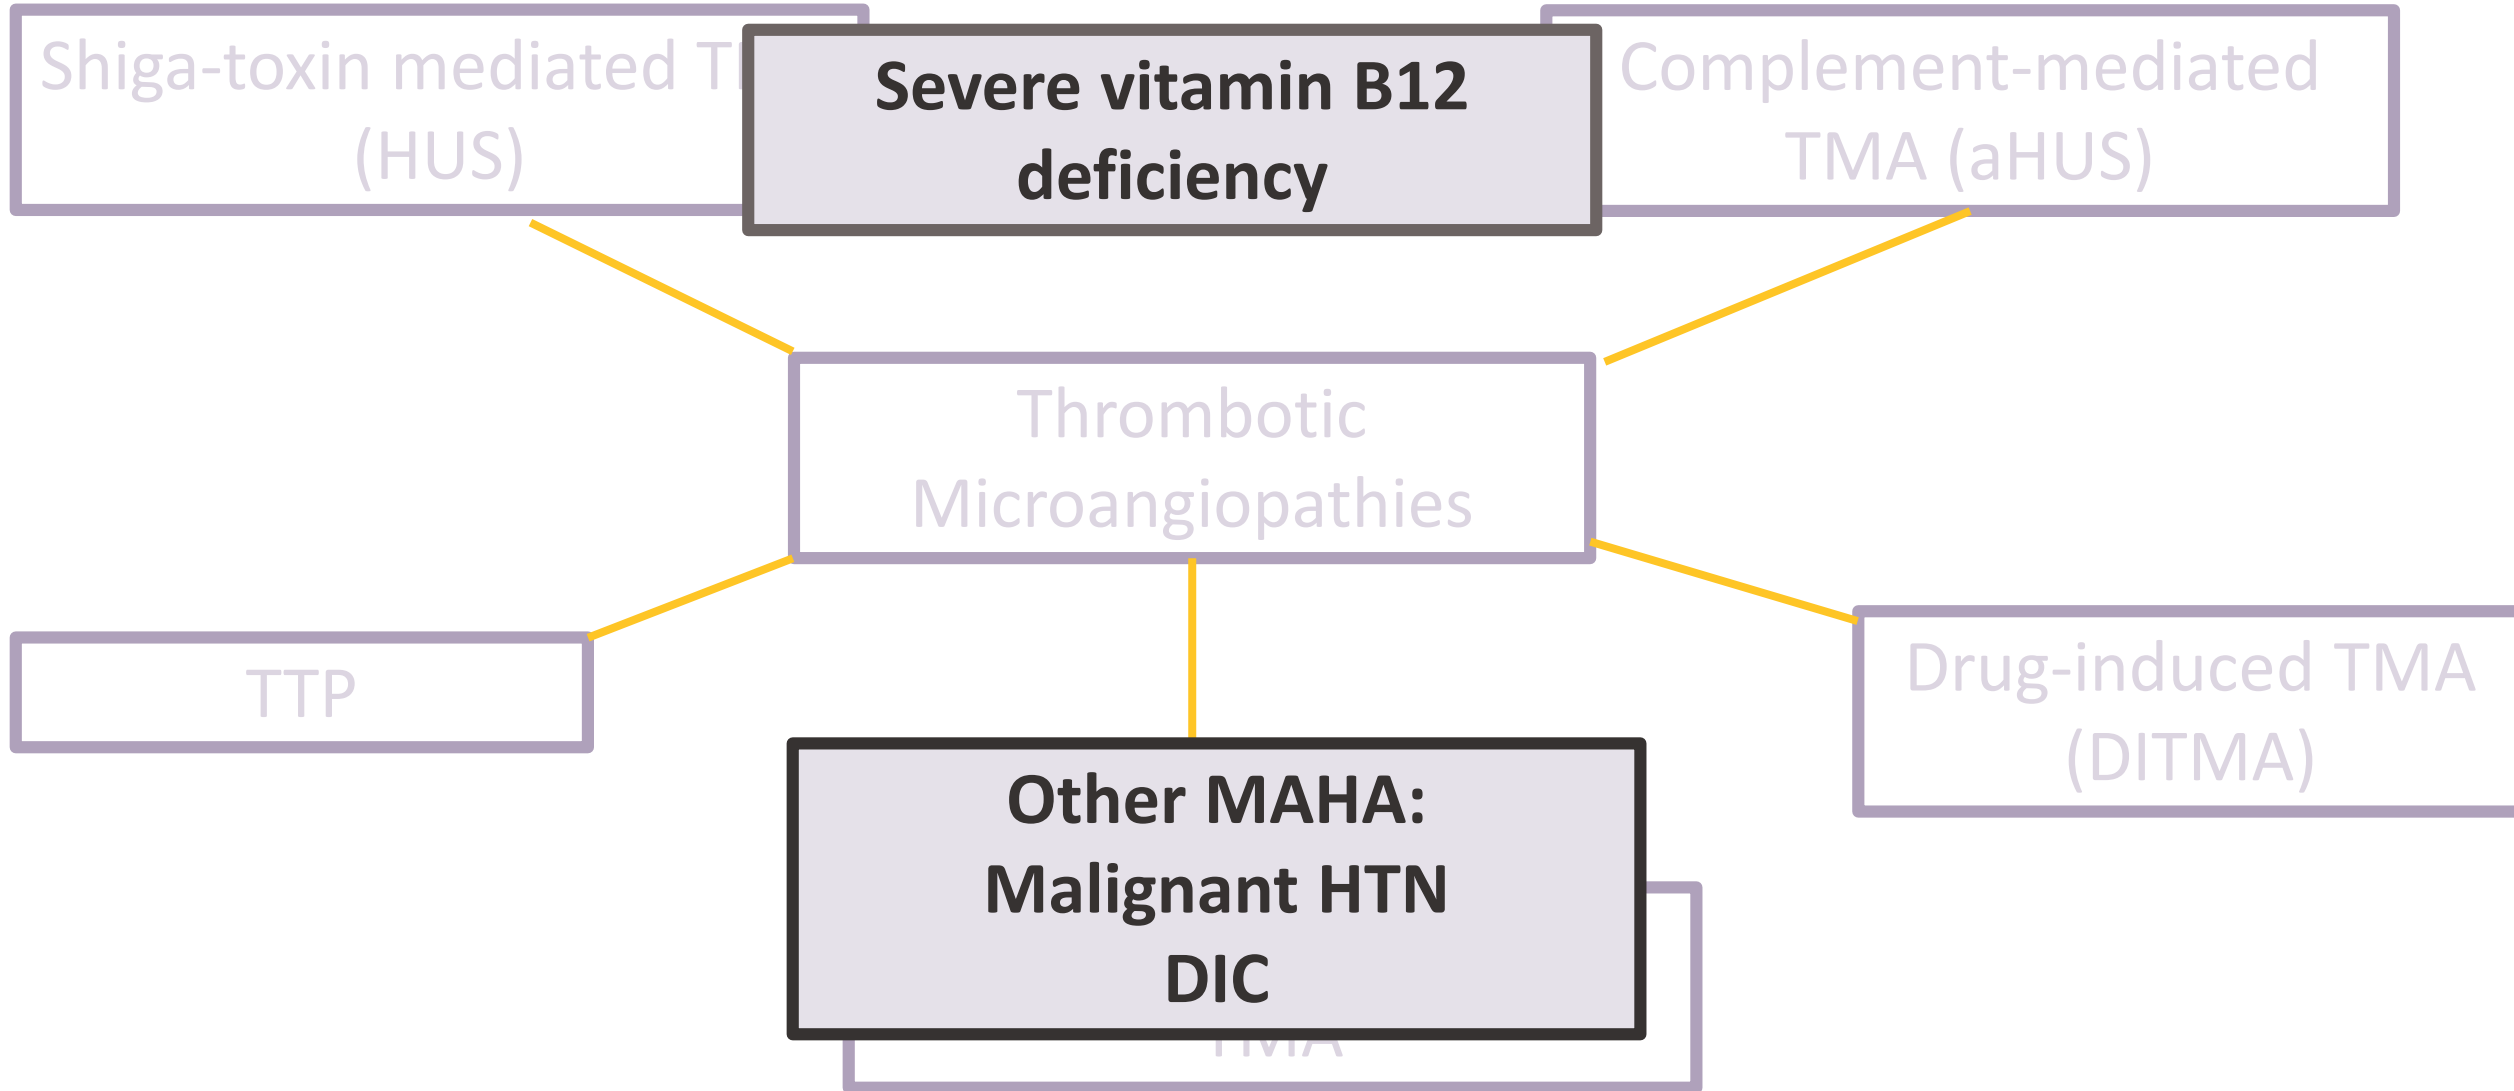 Shiga-toxin mediated
(HUS)
Severe vitamin B12
deficiency
Complement-mediated
TMA (aHUS)
Thrombotic
Microangiopathies
TTP
Drug-induced TMA
(DITMA)
Other MAHA:
Malignant HTN
DIC